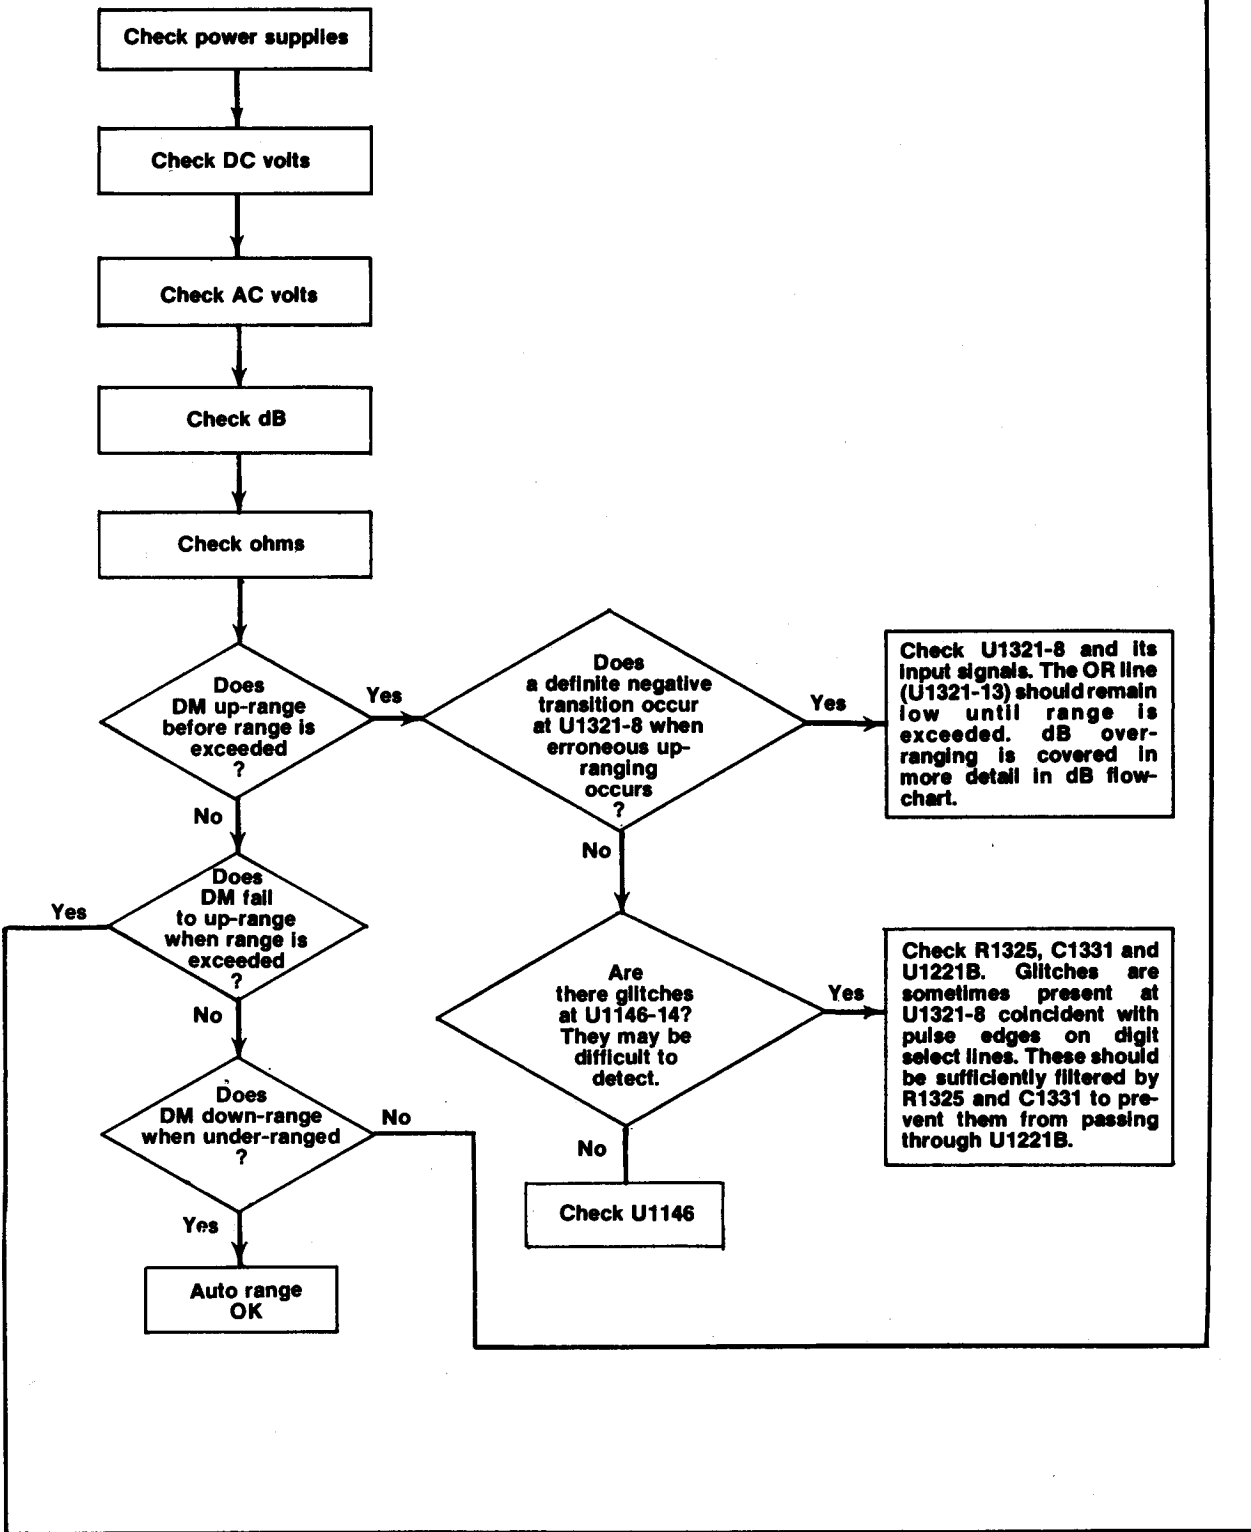 Check power supplies
Check DC volts
Check AC volts
Check dB
Check ohms
Does
DM up-range
before range is
exceeded
?
Yes
No
Does
a definite negative
transition occur
at U1321-8 when
erroneous up-
ranging
occurs
?
Yes
No
Check U1321-8 and its
input signals. The OR line
(U1321-13) should remain
low until range is
exceeded. dB over-
ranging is covered in
more detail in dB flow-
chart.
Does
DM fail
to up-range
when range is
exceeded
?
Yes
No
Are
there glitches
at U1146-14?
They may be
difficult to
detect.
Yes
No
Check R1325, C1331 and
U1221B. Glitches are
sometimes present at
U1321-8 coincident with
pulse edges on digit
select lines. These should
be sufficiently filtered by
R1325 and C1331 to pre-
vent them from passing
through U1221B.
Does
DM down-range
when under-ranged
?
No
Yes
Check U1146
Auto range
OK